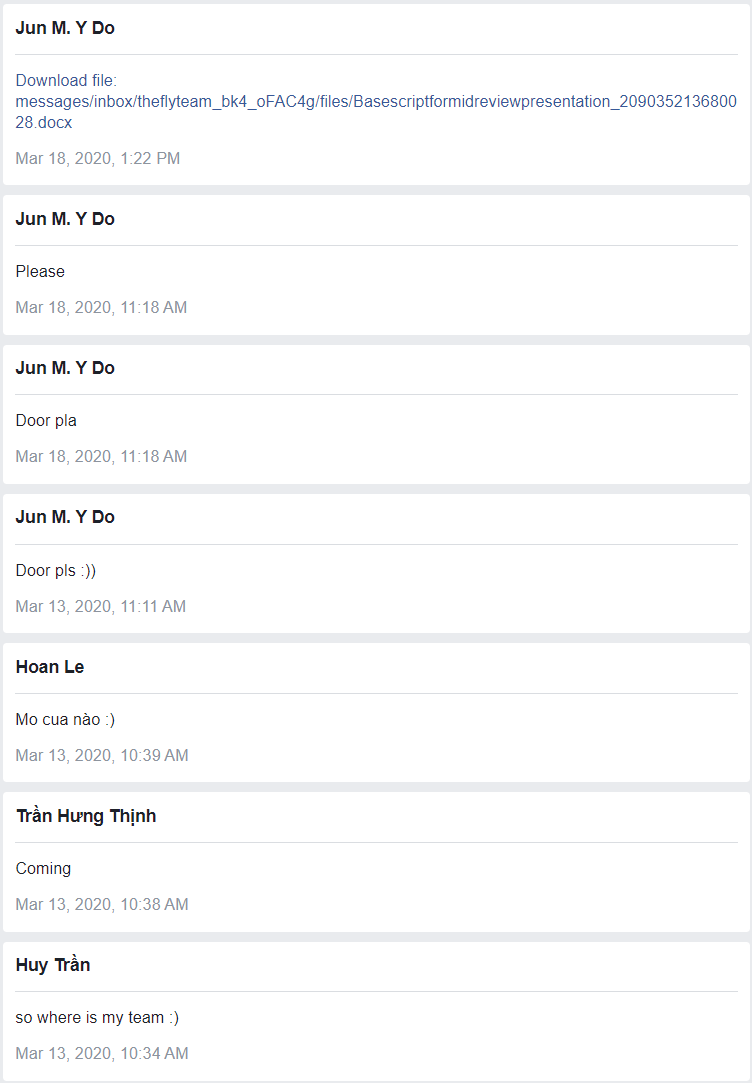 Jun M. Y Do
Download file:
messages/inbox/theflyteam_bk4_oFAC4g/files/Basescriptformidreviewpresentation_2090352136800
28.docx
Mar 18, 2020, 1:22 PM
Jun M. Y Do
Please
Mar 18, 2020, 11:18 AM
Jun M. Y Do
Door pla
Mar 18, 2020, 11:18 AM
Jun M. Y Do
Door pls :))
Mar 13, 2020, 11:11 AM
Hoan Le
Mo cua nào :)
Mar 13, 2020, 10:39 AM
Trần Hưng Thịnh
Coming
Mar 13, 2020, 10:38 AM
Huy Trần
so where is my team :)
Mar 13, 2020, 10:34 AM